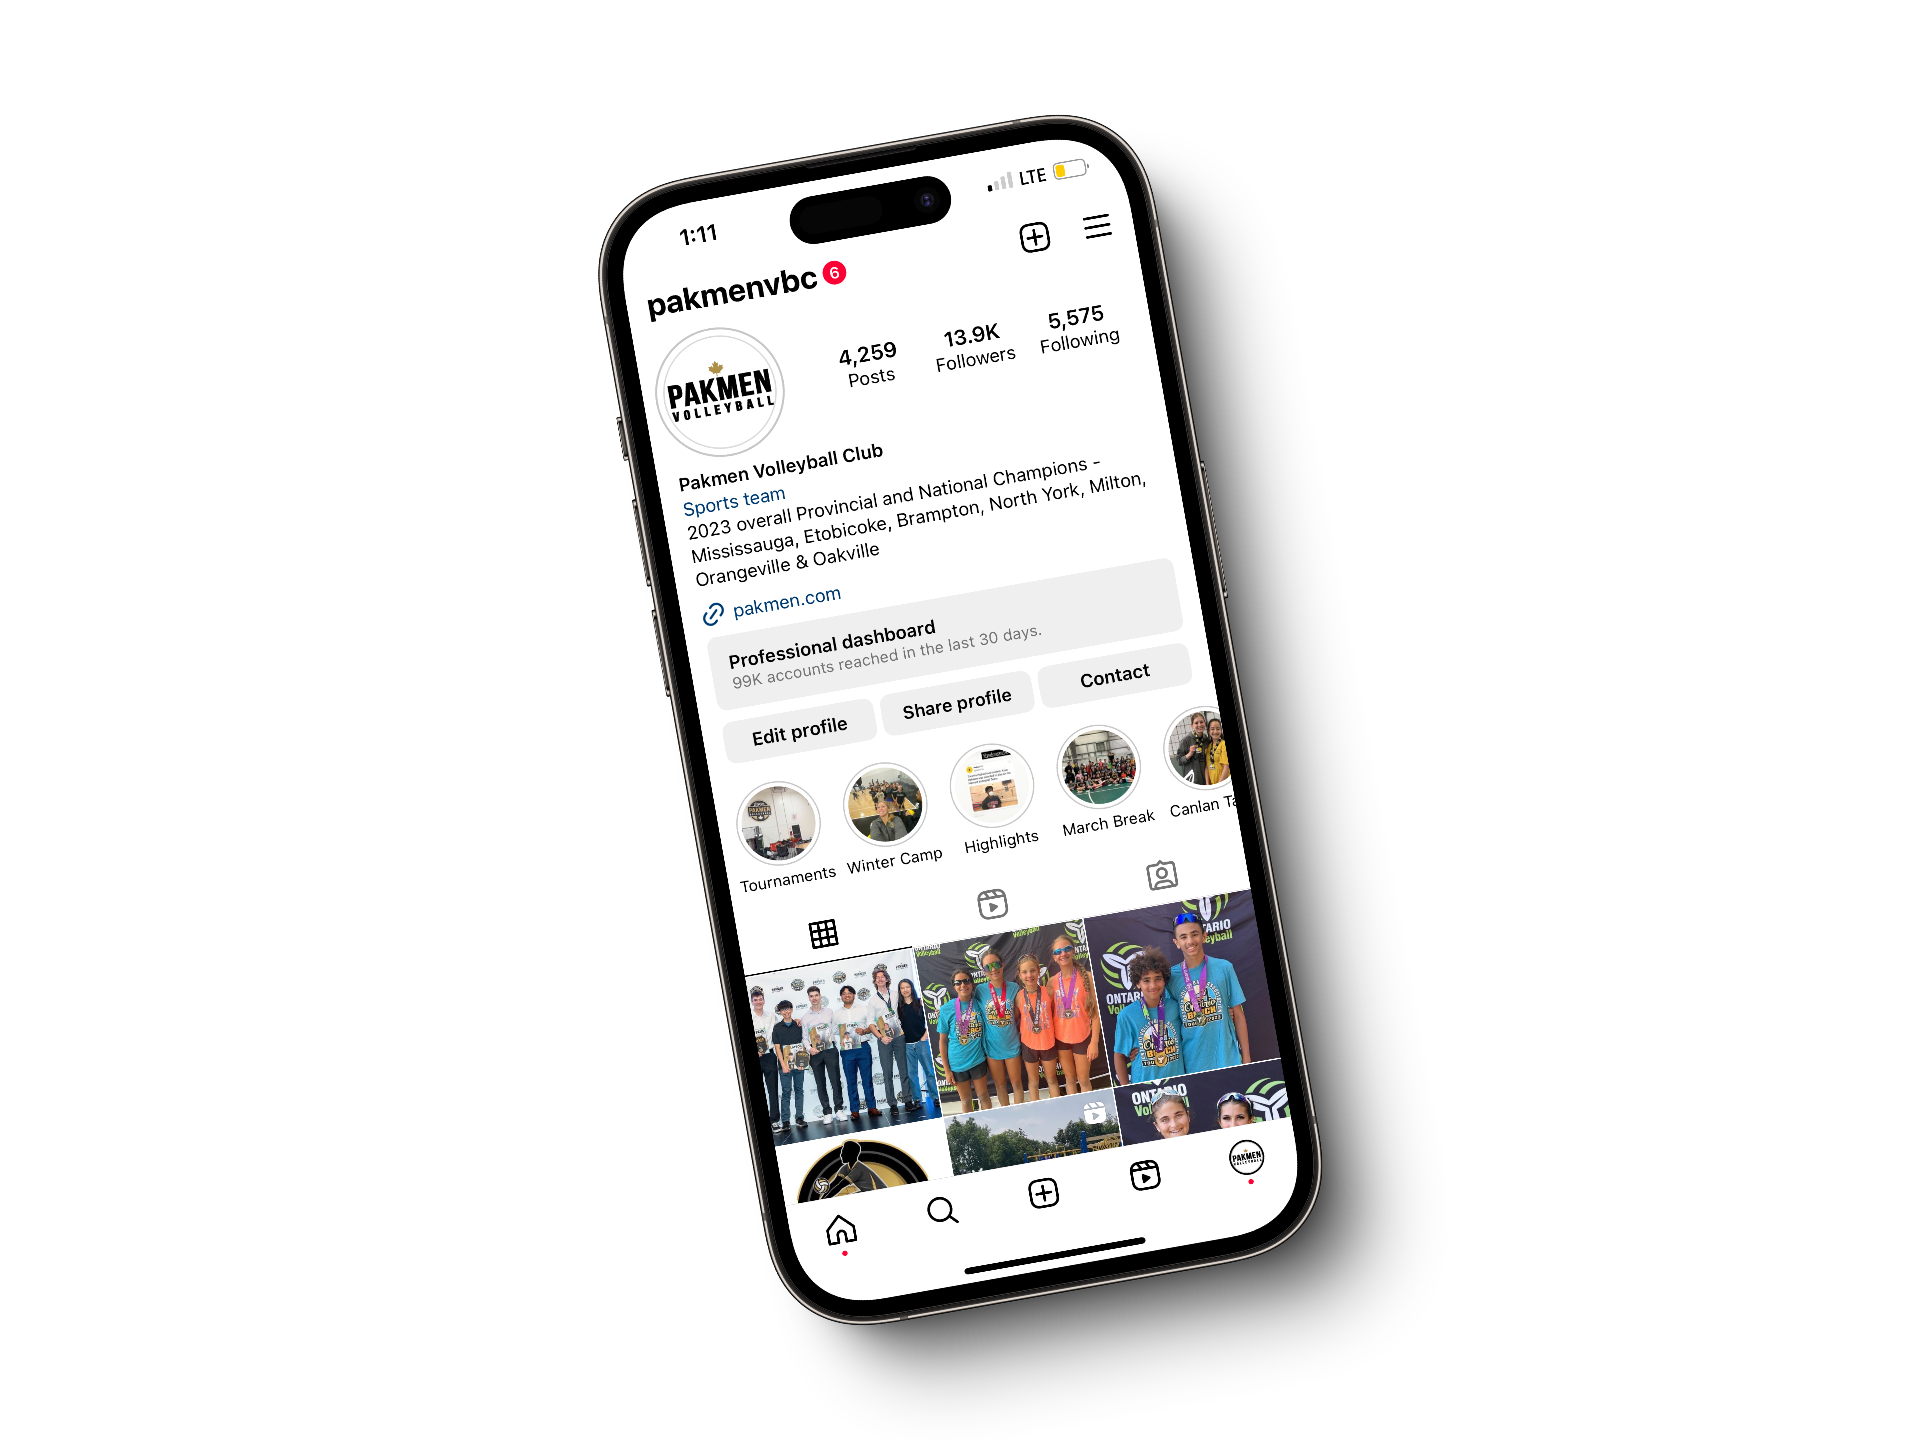 1:11
LTE
pakmenvbc 6
PAKMEN
VOLLEYBALL
4,259
Posts
13.9K
Followers
5,575
Following
Pakmen Volleyball Club
Sports team
2023 overall Provincial and National Champions -
Mississauga, Etobicoke, Brampton, North York, Milton,
Orangeville & Oakville
pakmen.com
Professional dashboard
99K accounts reached in the last 30 days.
Edit profile
Share profile
Contact
Tournaments
Winter Camp
Highlights
March Break
Canlan Ta
ONTARIO
Volleyball
PAKMEN
VOLLEYBALL